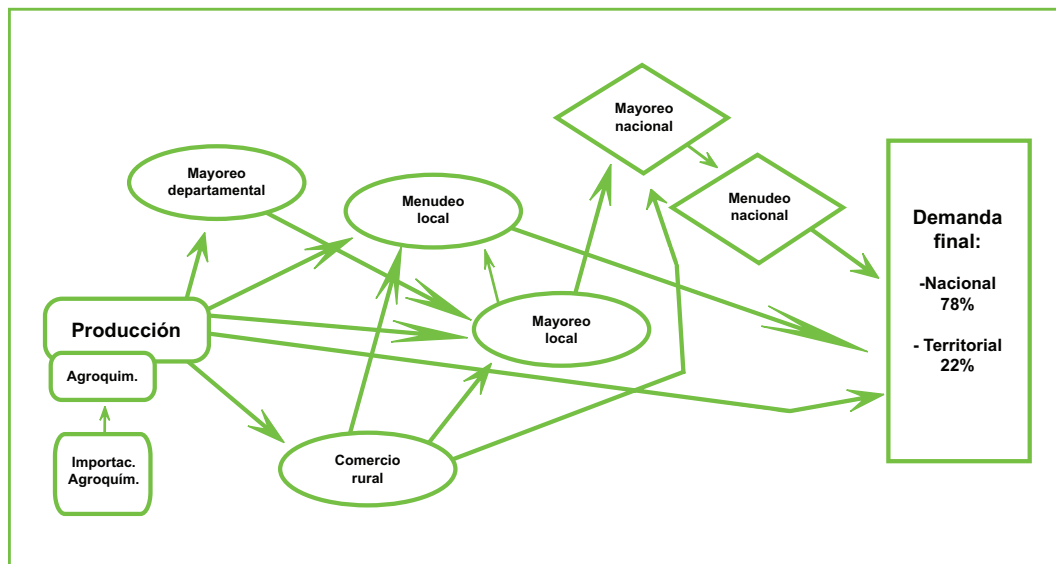 Mayoreo
nacional
Mayoreo
departamental
Menudeo
local
Menudeo
nacional
Demanda
final:
-Nacional
78%
- Territorial
22%
Producción
Mayoreo
local
Agroquim.
Importac.
Agroquím.
Comercio
rural